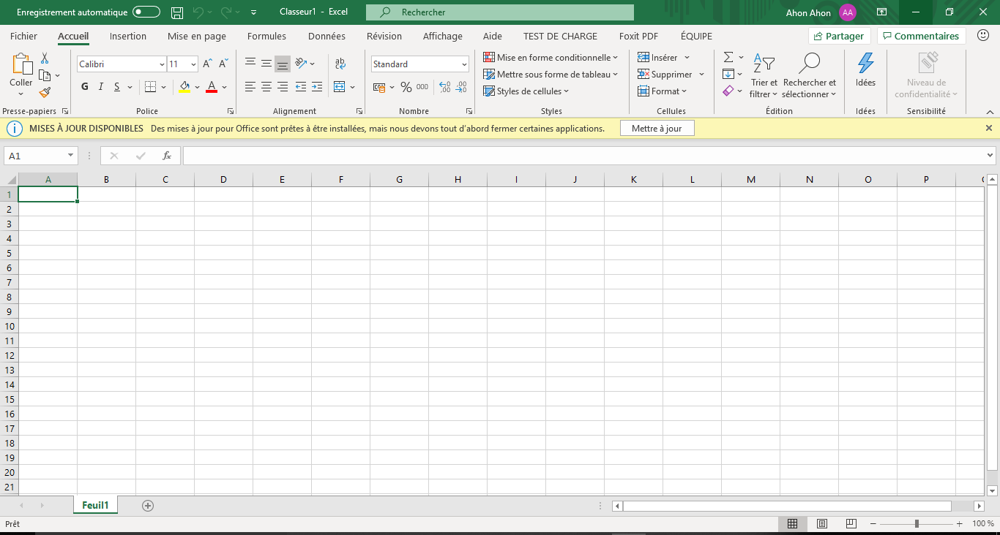 Enregistrement automatique Classeur1 - Excel Rechercher Ahon Ahon AA
Fichier Accueil Insertion Mise en page Formules Données Révision Affichage Aide TEST DE CHARGE Foxit PDF ÉQUIPE Partager Commentaires
Coller
Presse-papiers
Calibri 11
G I S A
Police
ab
Alignement
Standard
% 000
Nombre
Mise en forme conditionnelle
Mettre sous forme de tableau
Styles de cellules
Styles
Insérer
Supprimer
Format
Cellules
Trier et
filtrer
Rechercher et
sélectionner
Édition
Idées
Idées
Niveau de
confidentialité
Sensibilité
MISES À JOUR DISPONIBLES Des mises à jour pour Office sont prêtes à être installées, mais nous devons tout d'abord fermer certaines applications. Mettre à jour
A1 fx
A B C D E F G H I J K L M N O P
1
2
3
4
5
6
7
8
9
10
11
12
13
14
15
16
17
18
19
20
21
Feuil1
Prêt 100 %